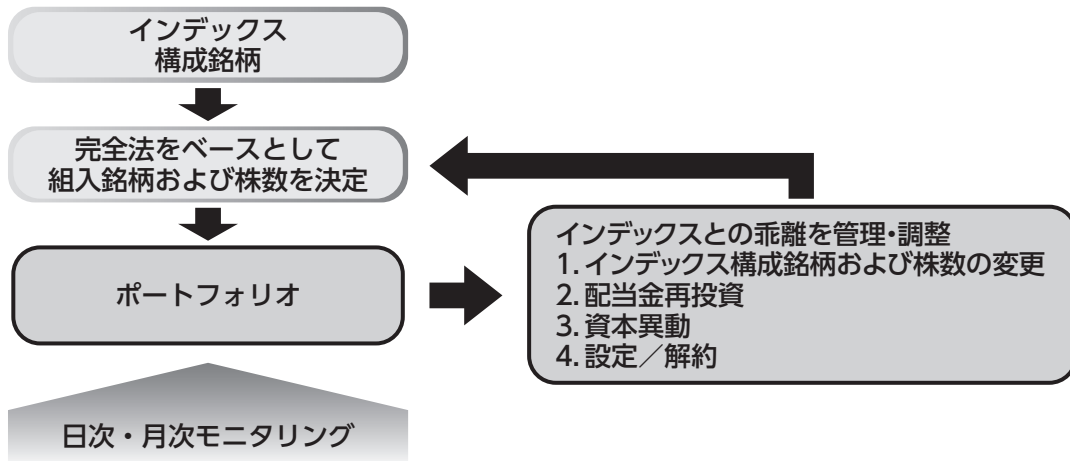 インデックス
構成銘柄
完全法をベースとして
組入銘柄および株数を決定
ポートフォリオ
インデックスとの乖離を管理・調整
1. インデックス構成銘柄および株数の変更
2. 配当金再投資
3. 資本異動
4. 設定／解約
日次・月次モニタリング